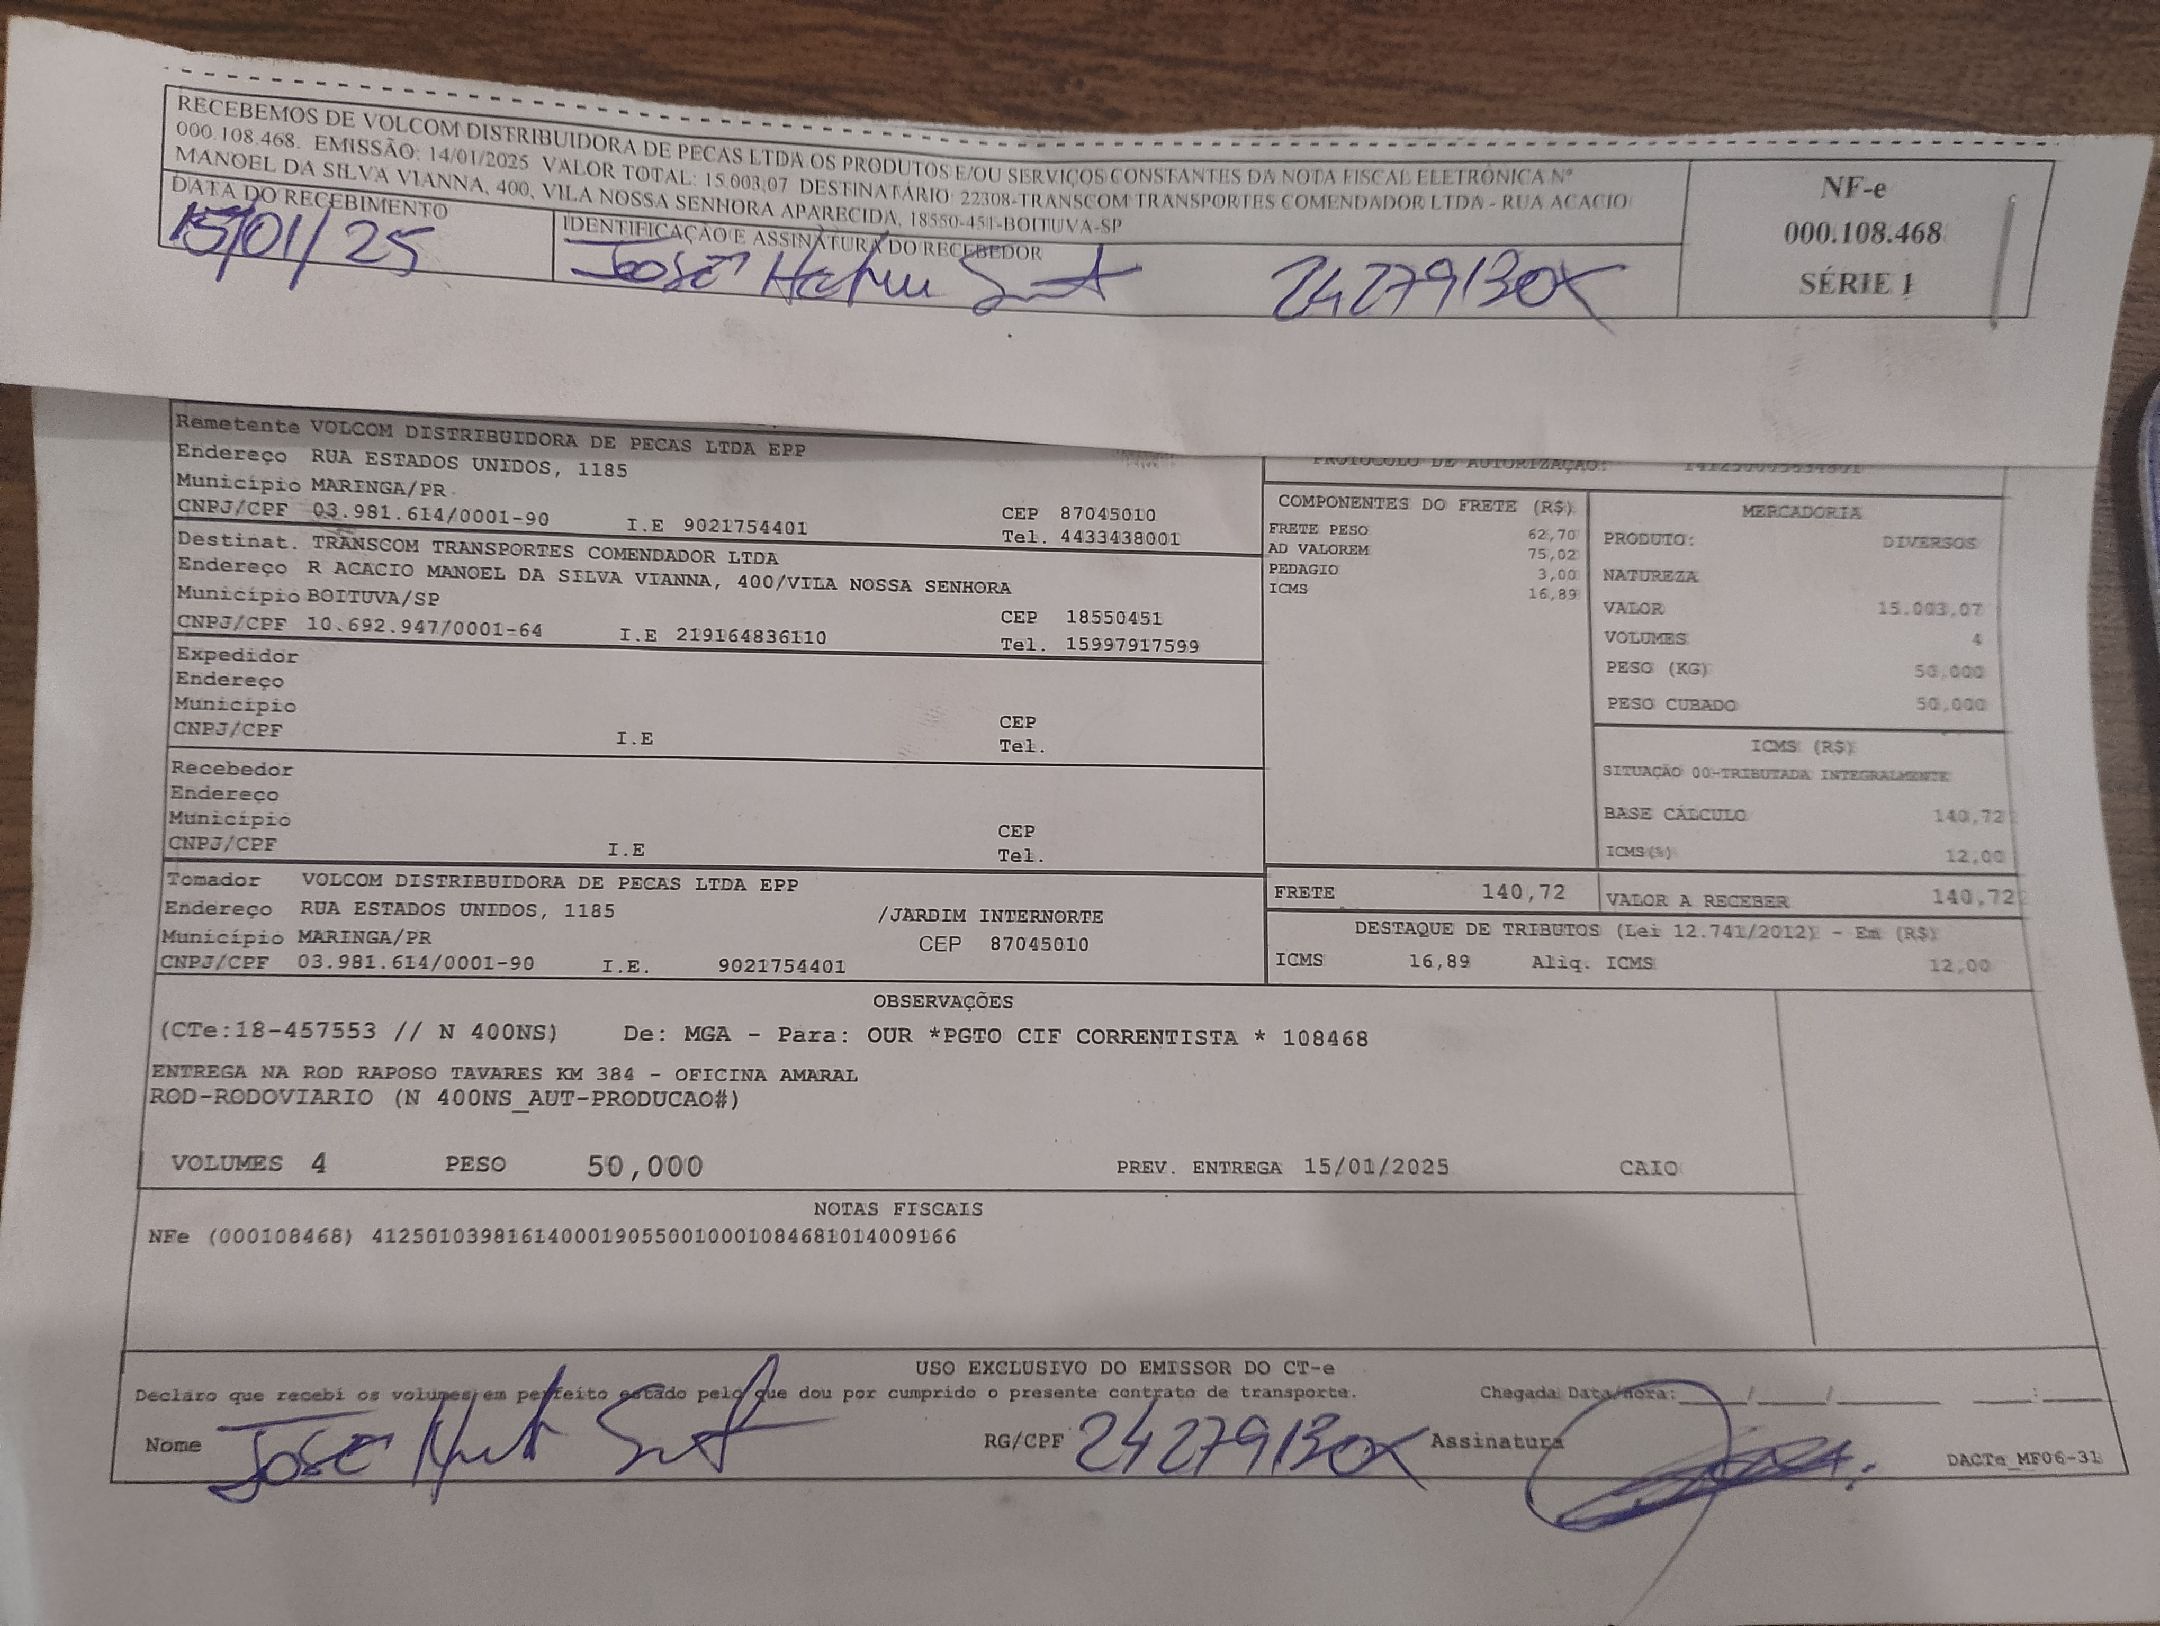 RECEBEMOS DE VOLCOM DISTRIBUIDORA DE PECAS LTDA OS PRODUTOS E/OU SERVIÇOS CONSTANTES DA NOTA FISCAL ELETRÔNICA Nº
000.108.468. EMISSÃO: 14/01/2025 VALOR TOTAL: 15.003,07 DESTINATÁRIO: 22308-TRANSCOM TRANSPORTES COMENDADOR LTDA - RUA ACACIO
MANOEL DA SILVA VIANNA, 400, VILA NOSSA SENHORA APARECIDA, 18550-451-BOITUVA-SP
NF-e
000.108.468
SÉRIE 1
DATA DO RECEBIMENTO
15/01/25
IDENTIFICAÇÃO E ASSINATURA DO RECEBEDOR
José
Remetente VOLCOM DISTRIBUIDORA DE PECAS LTDA EPP
Endereço RUA ESTADOS UNIDOS, 1185
Município MARINGA/PR
CNPJ/CPF 03.981.614/0001-90 I.E 9021754401
CEP 87045010
Tel. 4433438001
Destinat. TRANSCOM TRANSPORTES COMENDADOR LTDA
Endereço R ACACIO MANOEL DA SILVA VIANNA, 400/VILA NOSSA SENHORA
Município BOITUVA/SP
CNPJ/CPF 10.692.947/0001-64 I.E 219164836110
CEP 18550451
Tel. 15997917599
Expedidor
Endereço
Município
CNPJ/CPF I.E
CEP
Tel.
Recebedor
Endereço
Município
CNPJ/CPF I.E
CEP
Tel.
Tomador VOLCOM DISTRIBUIDORA DE PECAS LTDA EPP
Endereço RUA ESTADOS UNIDOS, 1185 /JARDIM INTERNORTE
Município MARINGA/PR CEP 87045010
CNPJ/CPF 03.981.614/0001-90 I.E. 9021754401
PROTOCOLO DE AUTORIZAÇÃO:
COMPONENTES DO FRETE (R$)
FRETE PESO 62,70
AD VALOREM 75,02
PEDAGIO 3,00
ICMS 16,89
MERCADORIA
PRODUTO: DIVERSOS
NATUREZA
VALOR 15.003,07
VOLUMES 4
PESO (KG) 50,000
PESO CUBADO 50,000
ICMS (R$)
SITUAÇÃO 00-TRIBUTADA INTEGRALMENTE
BASE CÁLCULO 140,72
ICMS(%) 12,00
FRETE 140,72
VALOR A RECEBER 140,72
DESTAQUE DE TRIBUTOS (Lei 12.741/2012) - Em (R$)
ICMS 16,89 Aliq. ICMS 12,00
OBSERVAÇÕES
(CTe:18-457553 // N 400NS) De: MGA - Para: OUR *PGTO CIF CORRENTISTA * 108468
ENTREGA NA ROD RAPOSO TAVARES KM 384 - OFICINA AMARAL
ROD-RODOVIARIO (N 400NS_AUT-PRODUCAO#)
VOLUMES 4 PESO 50,000 PREV. ENTREGA 15/01/2025 CAIO
NOTAS FISCAIS
NFe (000108468) 41250103981614000190550010001084681014009166
USO EXCLUSIVO DO EMISSOR DO CT-e
Declaro que recebi os volumes em perfeito estado pelo que dou por cumprido o presente contrato de transporte. Chegada Data/hora: ____/____/______ ____:____
Nome José RG/CPF Assinatura
DACTe_MF06-31